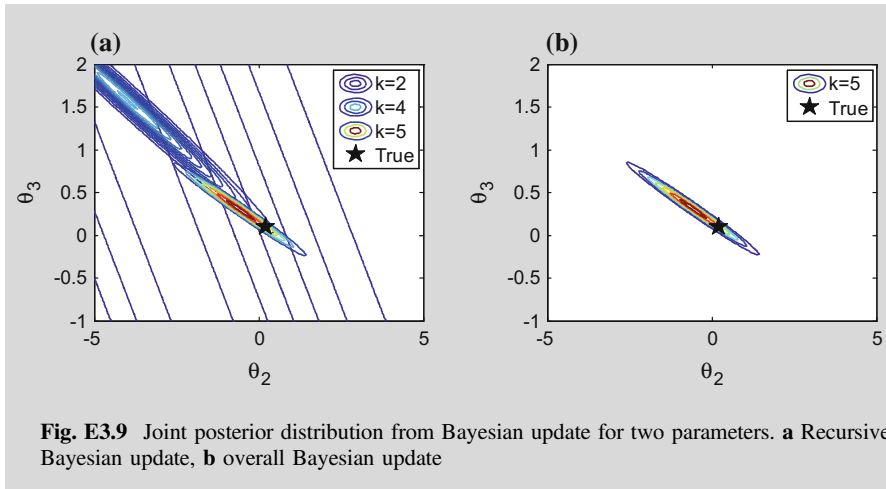 (a)
2
1.5
1
0.5
0
-0.5
-1
θ3
-5
0
5
θ2
k=2
k=4
k=5
True
(b)
2
1.5
1
0.5
0
-0.5
-1
θ3
-5
0
5
θ2
k=5
True
Fig. E3.9 Joint posterior distribution from Bayesian update for two parameters. a Recursive
Bayesian update, b overall Bayesian update